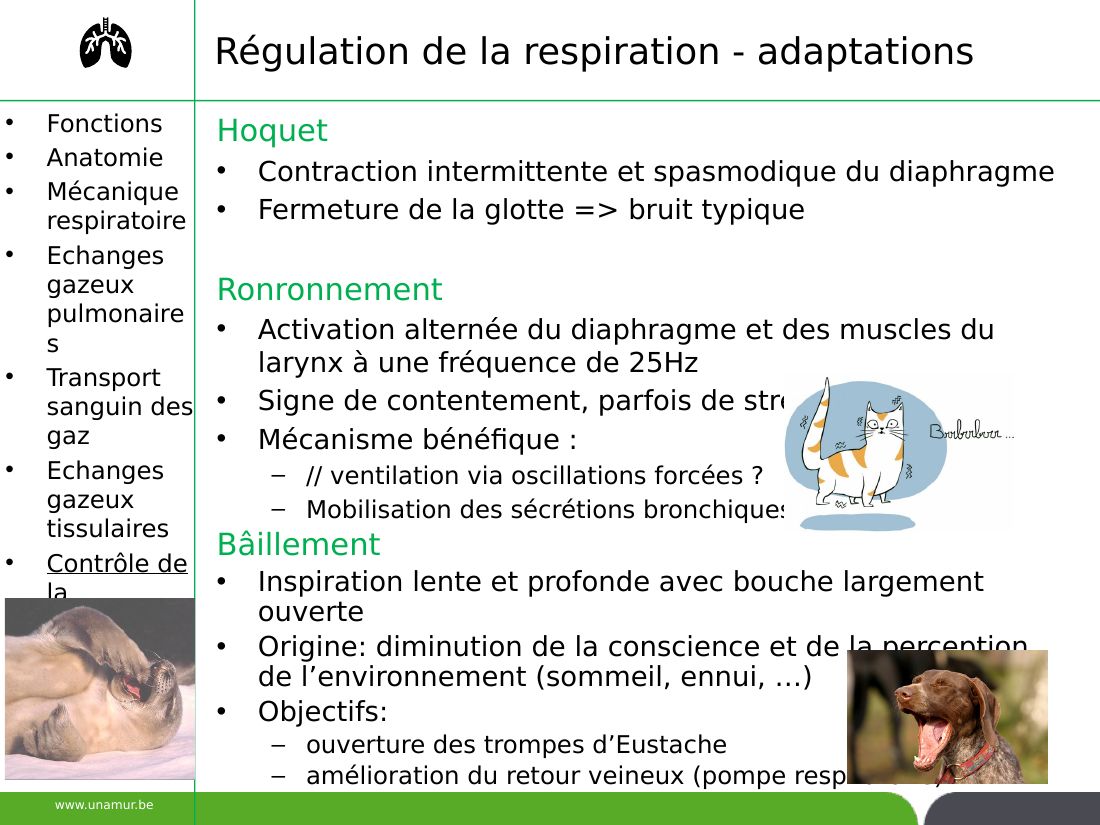 Régulation de la respiration - adaptations
• Fonctions
• Anatomie
• Mécanique
respiratoire
• Echanges
gazeux
pulmonaire
s
• Transport
sanguin des
gaz
• Echanges
gazeux
tissulaires
• Contrôle de
la
Hoquet
• Contraction intermittente et spasmodique du diaphragme
• Fermeture de la glotte => bruit typique
Ronronnement
• Activation alternée du diaphragme et des muscles du
larynx à une fréquence de 25Hz
• Signe de contentement, parfois de
• Mécanisme bénéfique :
– // ventilation via oscillations forcées ?
– Mobilisation des sécrétions bronchiques
Bâillement
• Inspiration lente et profonde avec bouche largement
ouverte
• Origine: diminution de la conscience et de la perception
de l’environnement (sommeil, ennui, …)
• Objectifs:
– ouverture des trompes d’Eustache
– amélioration du retour veineux (pompe
www.unamur.be